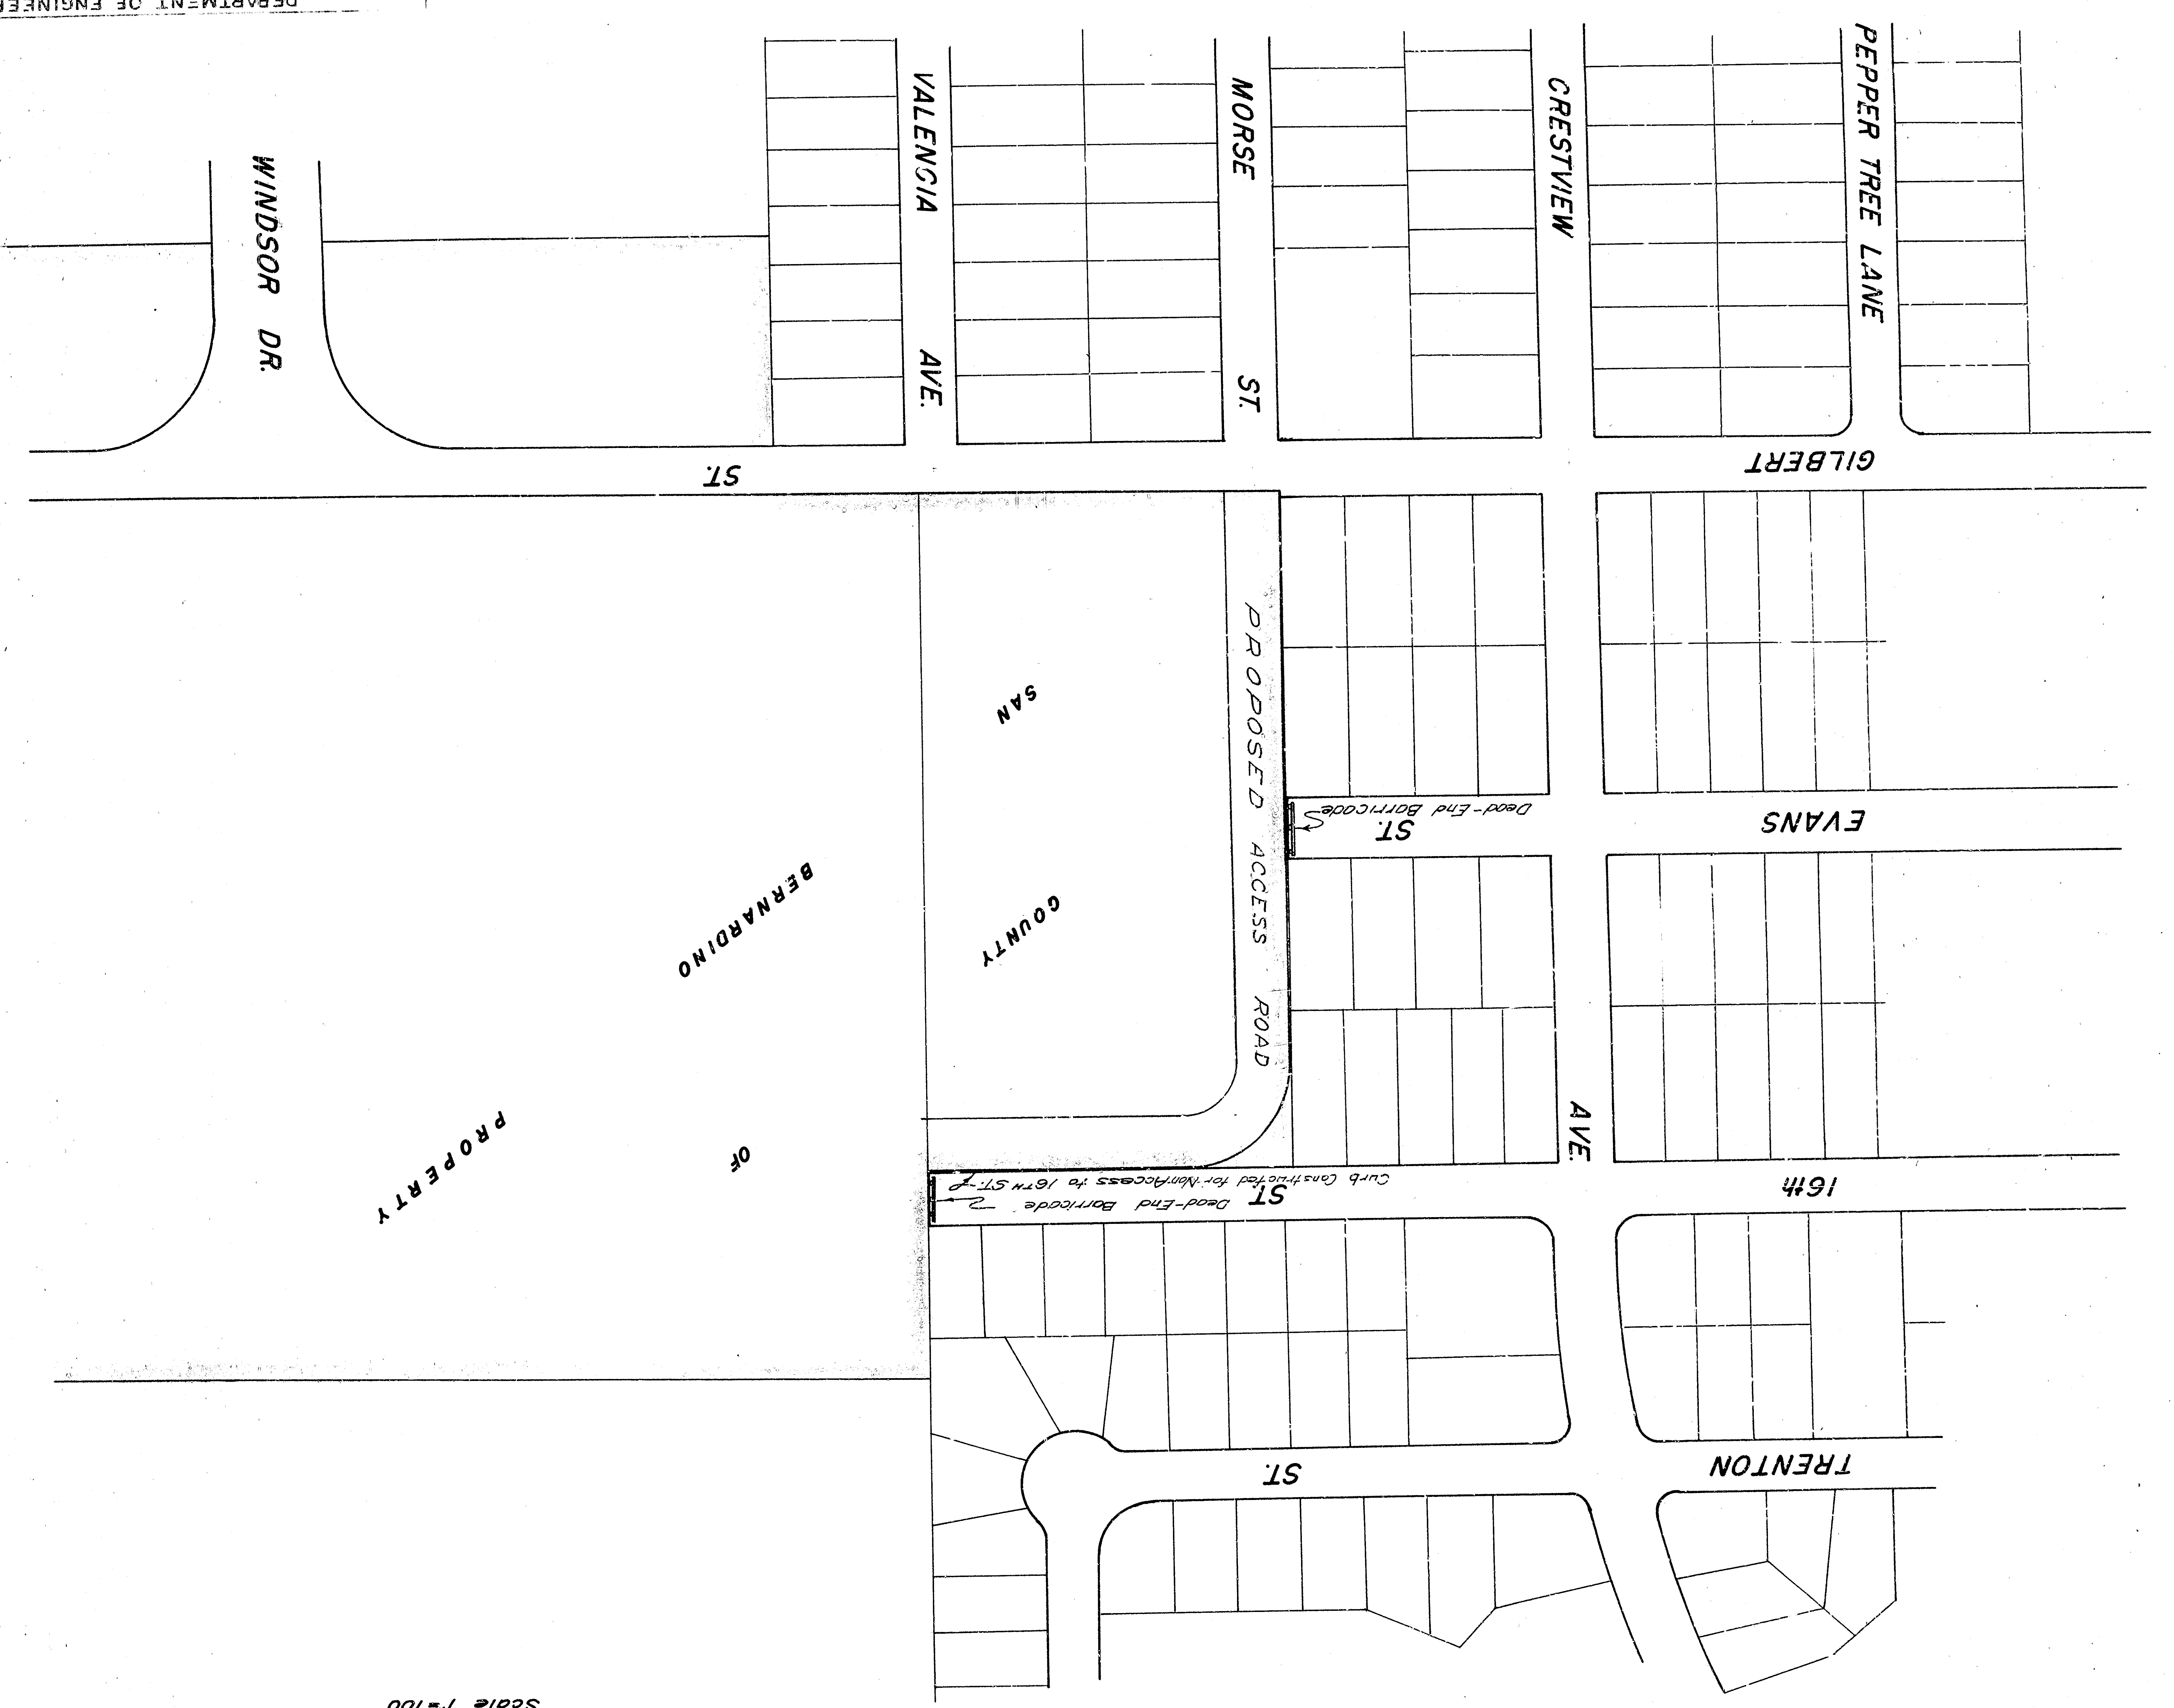 Scale 1"=100
TRENTON ST.
16th ST.
Dead-End Barricade
Curb Constructed for Non-Access to 16TH ST.
PROPERTY OF
SAN BERNARDINO COUNTY
EVANS ST.
Dead-End Barricade
PROPOSED ACCESS ROAD
GILBERT ST.
PEPPER TREE LANE
CRESTVIEW AVE.
MORSE ST.
VALENCIA AVE.
WINDSOR DR.
DEPARTMENT OF ENGINEER